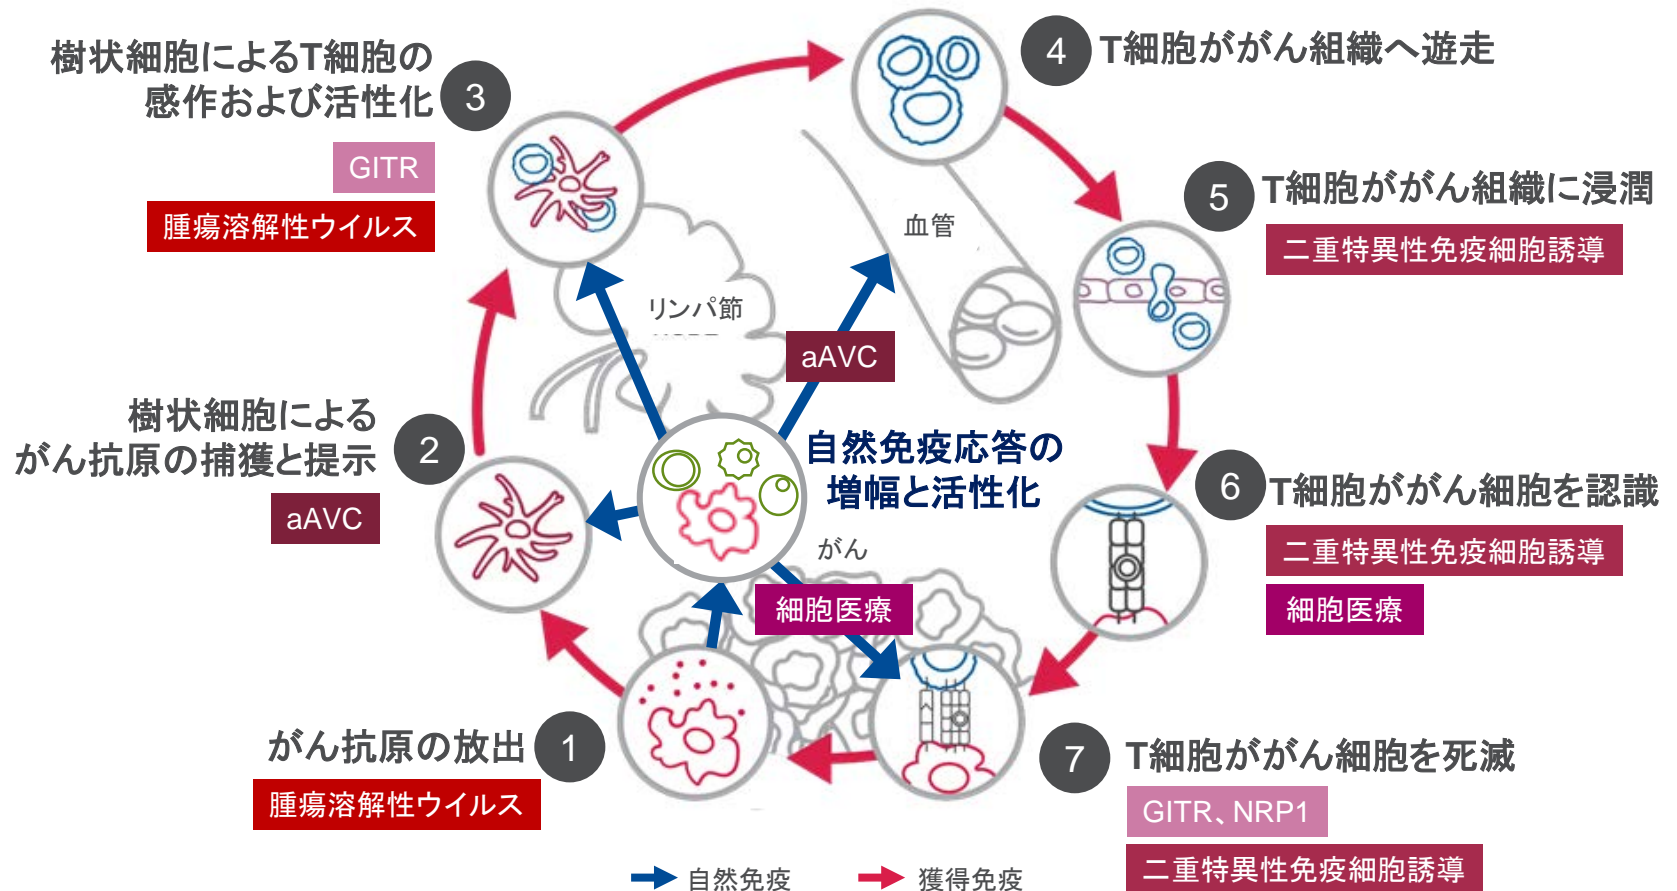 樹状細胞によるT細胞の
感作および活性化
3
GITR
腫瘍溶解性ウイルス
4
T細胞ががん組織へ遊走
5
T細胞ががん組織に浸潤
二重特異性免疫細胞誘導
血管
リンパ節
aAVC
樹状細胞による
がん抗原の捕獲と提示
2
aAVC
自然免疫応答の
増幅と活性化
がん
細胞医療
6
T細胞ががん細胞を認識
二重特異性免疫細胞誘導
細胞医療
がん抗原の放出
1
腫瘍溶解性ウイルス
7
T細胞ががん細胞を死滅
GITR、NRP1
二重特異性免疫細胞誘導
自然免疫
獲得免疫